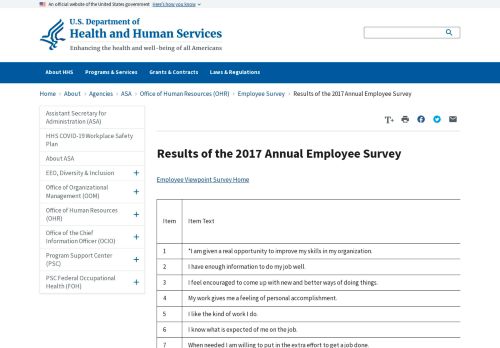 An official website of the United States government Here's how you know
U.S. Department of
Health and Human Services
Enhancing the health and well-being of all Americans
About HHS Programs & Services Grants & Contracts Laws & Regulations
Home › About › Agencies › ASA › Office of Human Resources (OHR) › Employee Survey › Results of the 2017 Annual Employee Survey
Assistant Secretary for
Administration (ASA)
HHS COVID-19 Workplace Safety
Plan
About ASA
EEO, Diversity & Inclusion +
Office of Organizational
Management (OOM) +
Office of Human Resources
(OHR) +
Office of the Chief
Information Officer (OCIO) +
Program Support Center
(PSC) +
PSC Federal Occupational
Health (FOH) +
T+
Results of the 2017 Annual Employee Survey
Employee Viewpoint Survey Home
Item Item Text
1 *I am given a real opportunity to improve my skills in my organization.
2 I have enough information to do my job well.
3 I feel encouraged to come up with new and better ways of doing things.
4 My work gives me a feeling of personal accomplishment.
5 I like the kind of work I do.
6 I know what is expected of me on the job.
7 When needed I am willing to put in the extra effort to get a job done.